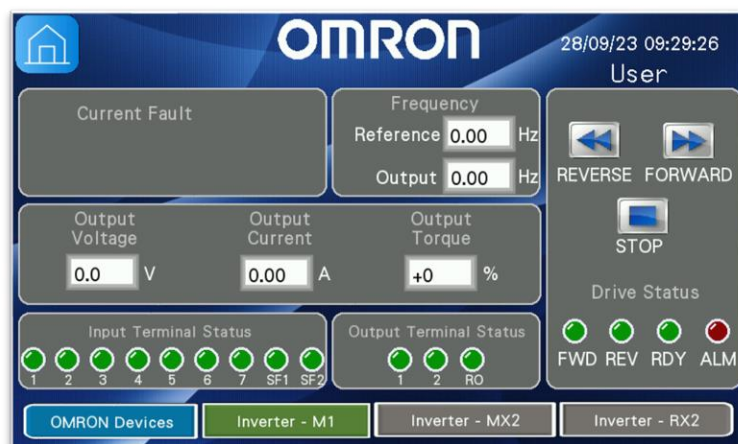 OMRON
28/09/23 09:29:26
User
Current Fault
Frequency
Reference 0.00 Hz
Output 0.00 Hz
REVERSE FORWARD
STOP
Output Voltage
0.0 V
Output Current
0.00 A
Output Torque
+0 %
Drive Status
FWD REV RDY ALM
Input Terminal Status
1 2 3 4 5 6 7 SF1 SF2
Output Terminal Status
1 2 RO
OMRON Devices
Inverter - M1
Inverter - MX2
Inverter - RX2